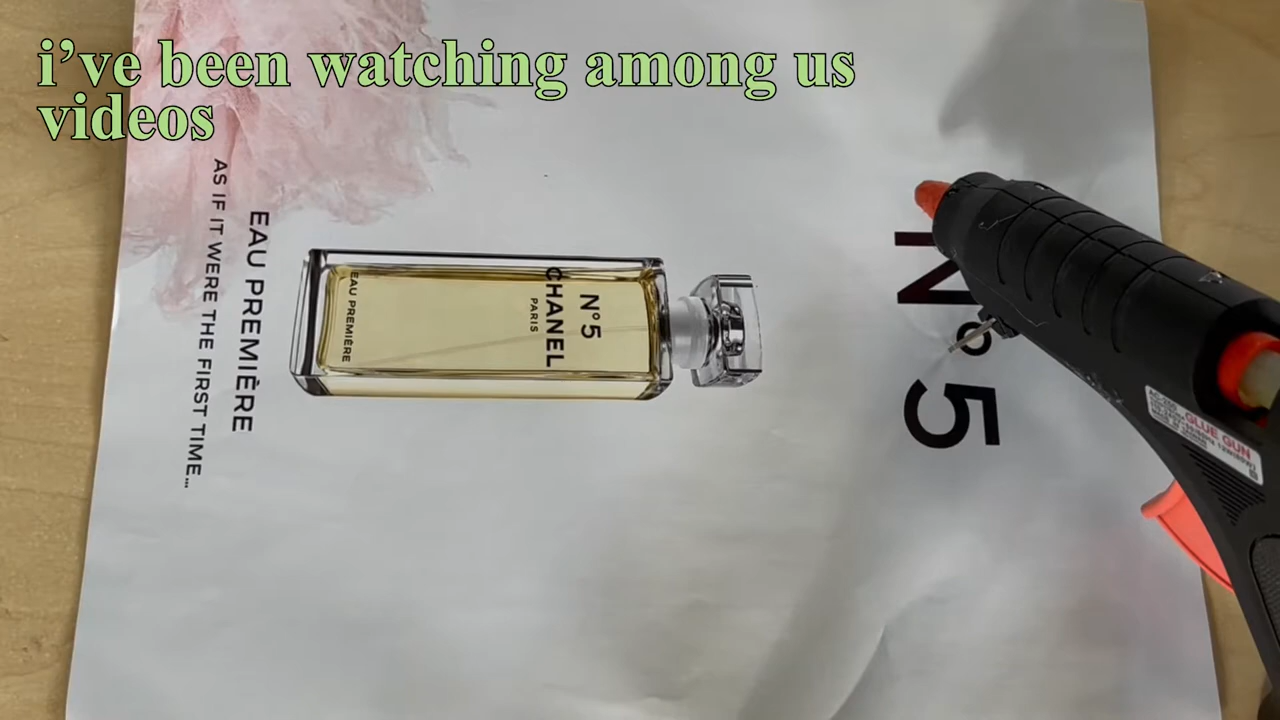 i’ve been watching among us
videos
AS IF IT WERE THE FIRST TIME...
EAU PREMIÈRE
EAU PREMIÈRE
N°5
CHANEL
PARIS
N°5
GLUE GUN